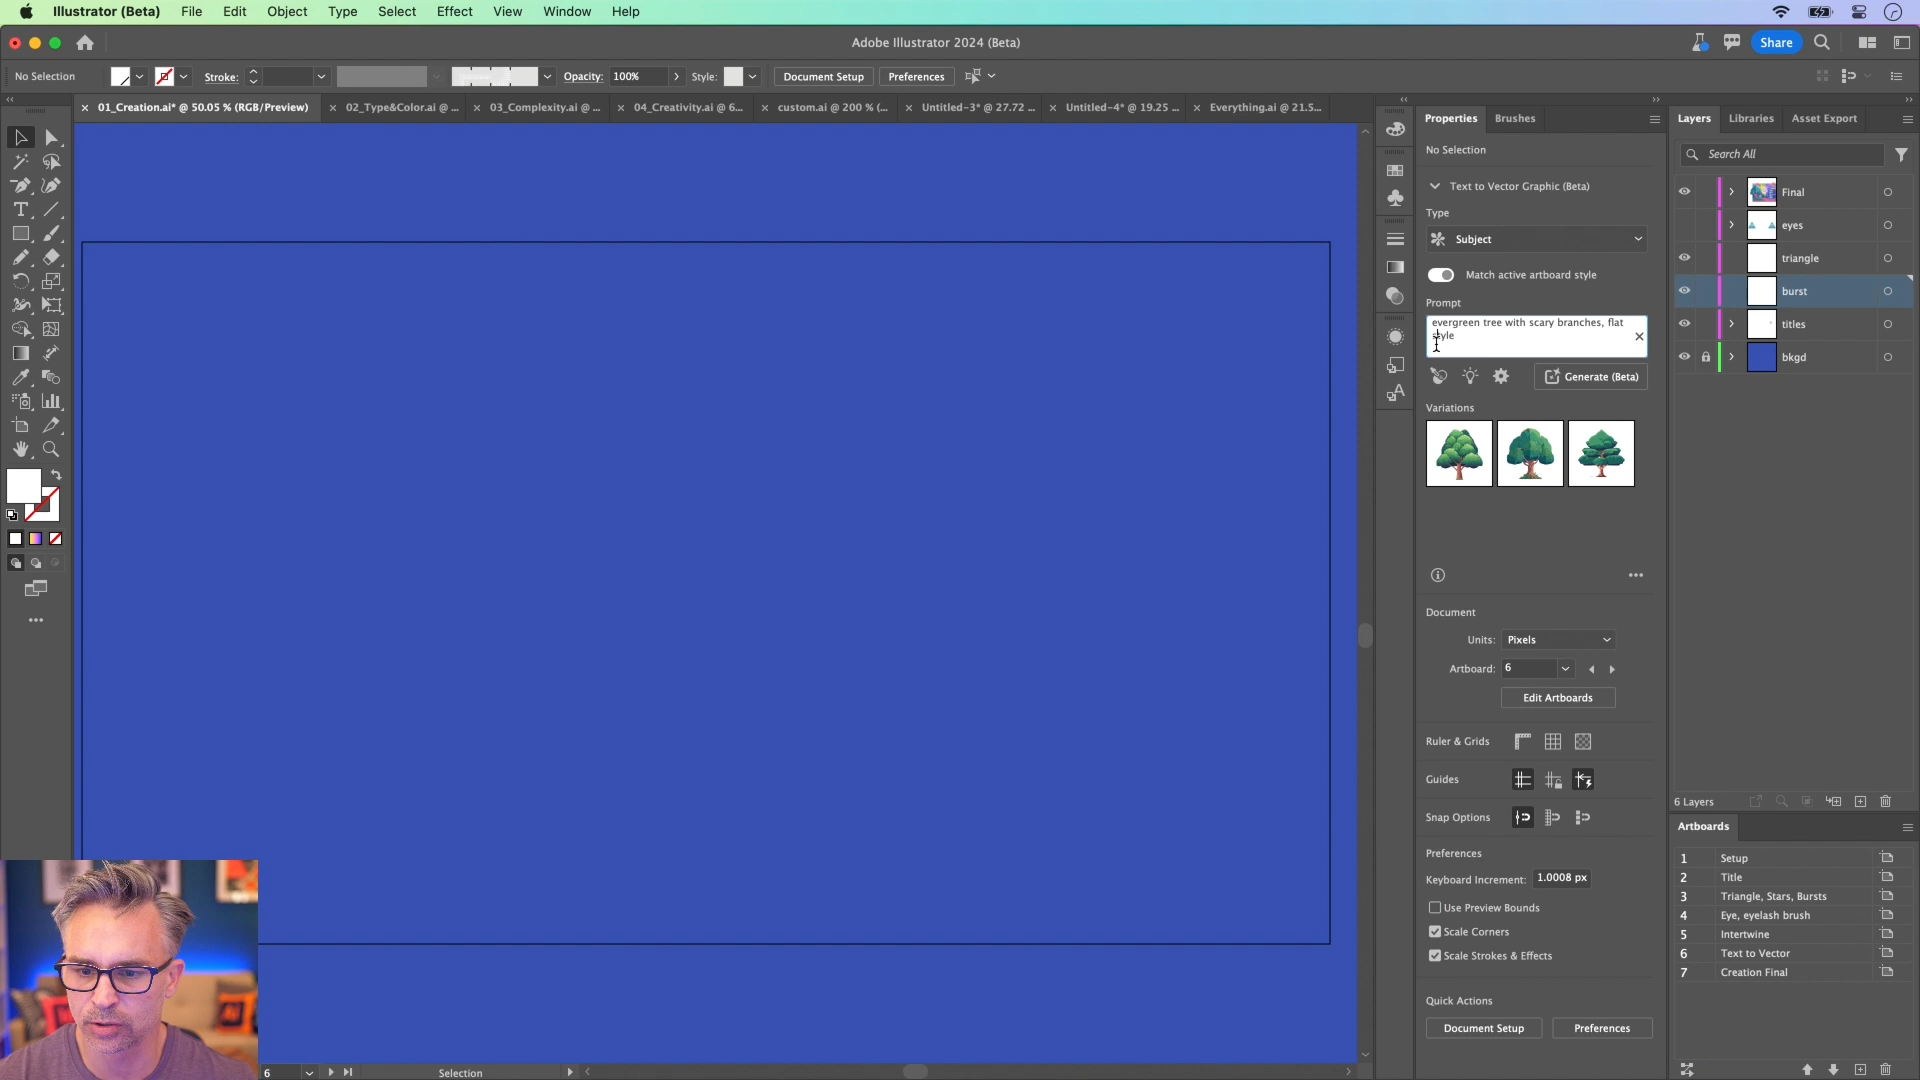 Illustrator (Beta) File Edit Object Type Select Effect View Window Help
Adobe Illustrator 2024 (Beta)
Share
No Selection Stroke: Opacity: 100% Style: Document Setup Preferences
01_Creation.ai* @ 50.05 % (RGB/Preview) 02_Type&Color.ai @ ... 03_Complexity.ai @ ... 04_Creativity.ai @ 6... custom.ai @ 200 % (... Untitled-3* @ 27.72 ... Untitled-4* @ 19.25 ... Everything.ai @ 21.5...
Properties Brushes
No Selection
Text to Vector Graphic (Beta)
Type
Subject
Match active artboard style
Prompt
evergreen tree with scary branches, flat
style
Generate (Beta)
Variations
Document
Units: Pixels
Artboard: 6
Edit Artboards
Ruler & Grids
Guides
Snap Options
Preferences
Keyboard Increment: 1.0008 px
Use Preview Bounds
Scale Corners
Scale Strokes & Effects
Quick Actions
Document Setup Preferences
Layers Libraries Asset Export
Search All
Final
eyes
triangle
burst
titles
bkgd
6 Layers
Artboards
1 Setup
2 Title
3 Triangle, Stars, Bursts
4 Eye, eyelash brush
5 Intertwine
6 Text to Vector
7 Creation Final
6 Selection